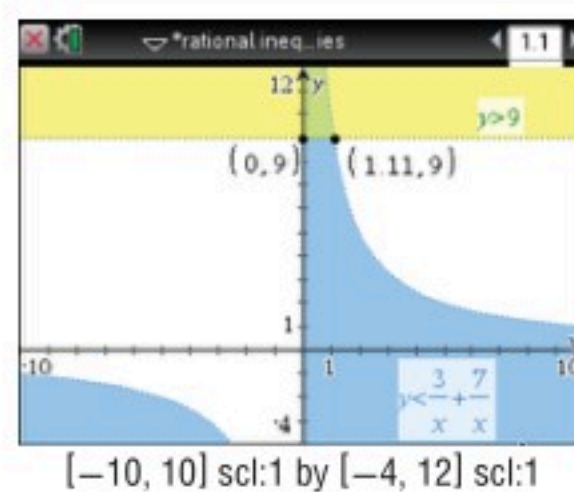 *rational ineq…ies
1.1
12
y
y>9
(0,9)
(1.11,9)
1
-10
1
10
-4
y<3/x+7/x
[−10, 10] scl:1 by [−4, 12] scl:1